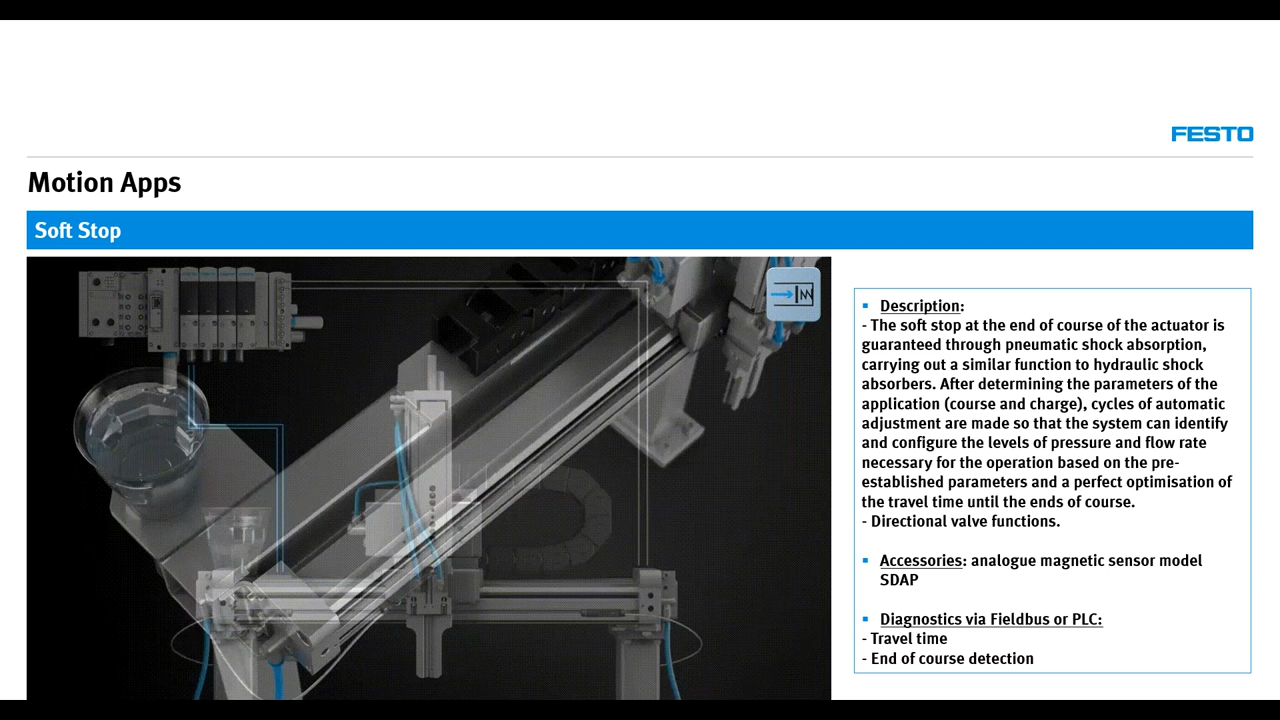 FESTO
Motion Apps
Soft Stop
▪ Description:
- The soft stop at the end of course of the actuator is
guaranteed through pneumatic shock absorption,
carrying out a similar function to hydraulic shock
absorbers. After determining the parameters of the
application (course and charge), cycles of automatic
adjustment are made so that the system can identify
and configure the levels of pressure and flow rate
necessary for the operation based on the pre-
established parameters and a perfect optimisation of
the travel time until the ends of course.
- Directional valve functions.
▪ Accessories: analogue magnetic sensor model
SDAP
▪ Diagnostics via Fieldbus or PLC:
- Travel time
- End of course detection